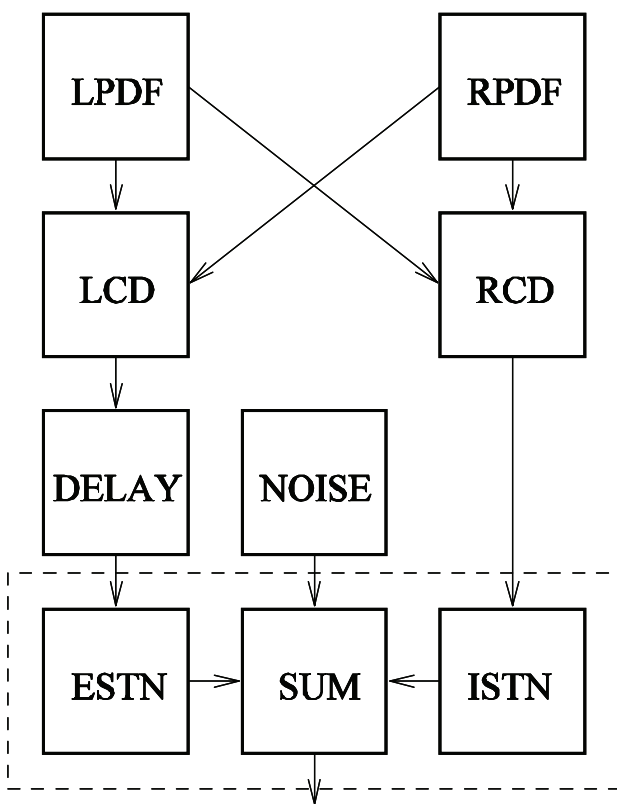 LPDF
RPDF
LCD
RCD
DELAY
NOISE
ESTN
SUM
ISTN